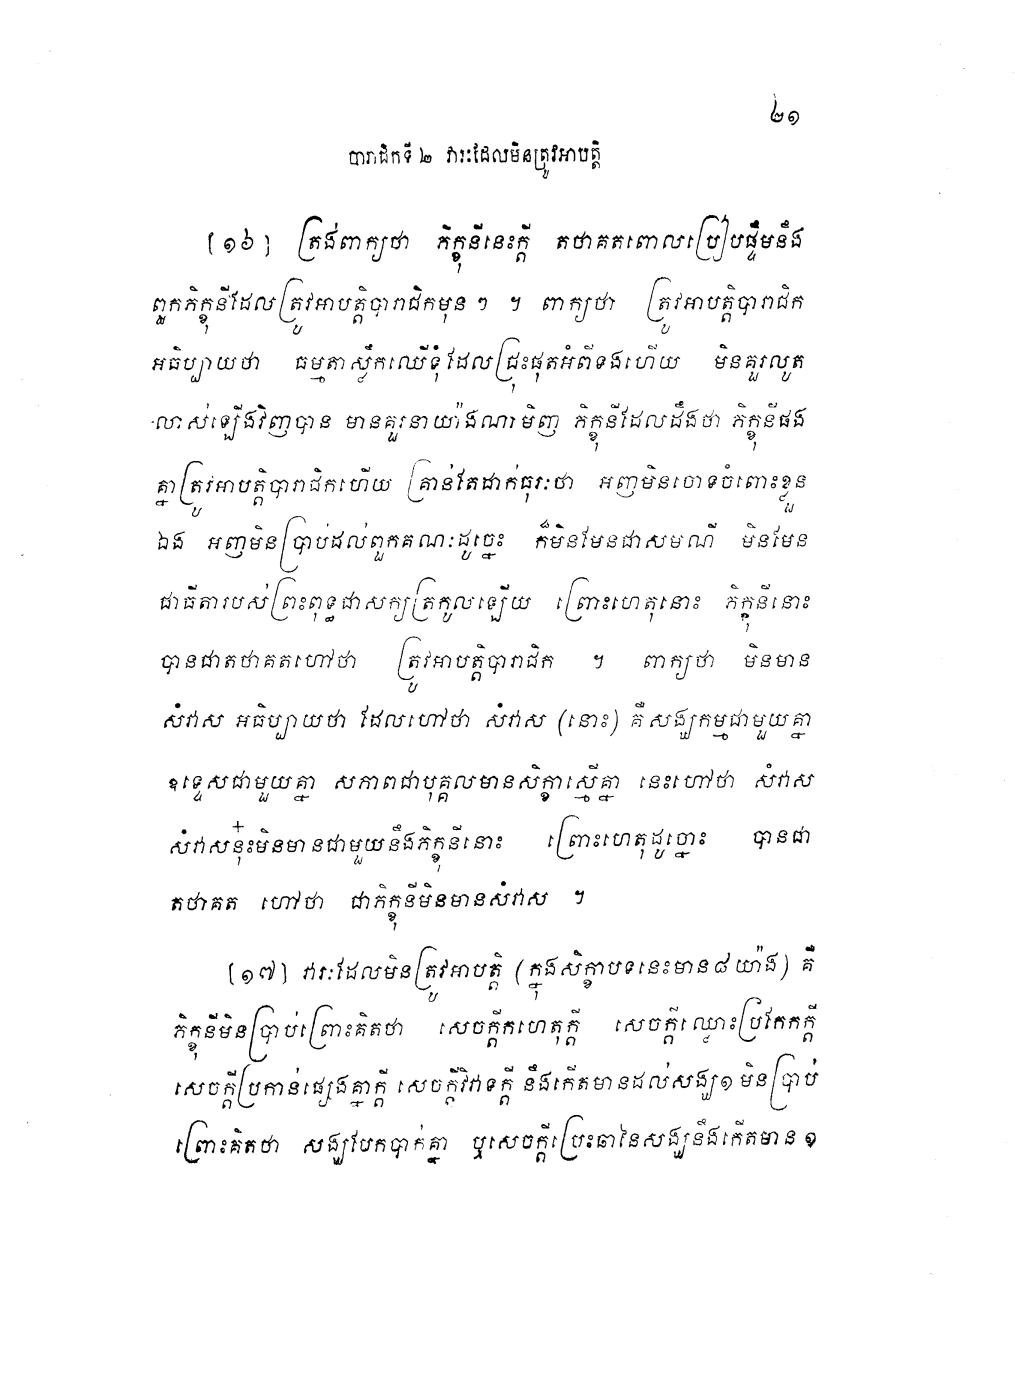 ២១
បារាជិកទី ២ វារៈដែលមិនត្រូវអាបត្តិ
[១៦] ត្រង់ពាក្យថា ភិក្ខុនីនេះក្តី តថាគតពោលប្រៀបផ្ទឹមនឹង
ពួកភិក្ខុនីដែលត្រូវអាបត្តិបារាជិកមុន ៗ ។ ពាក្យថា ត្រូវអាបត្តិបារាជិក
អធិប្បាយថា ធម្មតាស្លឹកឈើទុំដែលជ្រុះផុតអំពីទងហើយ មិនគួរលូត
លាស់ឡើងវិញបាន មានគួរនាយ៉ាងណាមិញ ភិក្ខុនីដែលដឹងថា ភិក្ខុនីផង
គ្នាត្រូវអាបត្តិបារាជិកហើយ គ្រាន់តែដាក់ធុរៈថា អញមិនចោទចំពោះខ្លួន
ឯង អញមិនប្រាប់ដល់ពួកគណៈដូច្នេះ ក៏មិនមែនជាសមណី មិនមែន
ជាធីតារបស់ព្រះពុទ្ធជាសក្យត្រកូលឡើយ ព្រោះហេតុនោះ ភិក្ខុនីនោះ
បានជាតថាគតហៅថា ត្រូវអាបត្តិបារាជិក ។ ពាក្យថា មិនមាន
សំវាស អធិប្បាយថា ដែលហៅថា សំវាស (នោះ) គឺសង្ឃកម្មជាមួយគ្នា
ឧទ្ទេសជាមួយគ្នា សភាពជាបុគ្គលមានសិក្ខាស្មើគ្នា នេះហៅថា សំវាស
សំវាសនុ៎ះមិនមានជាមួយនឹងភិក្ខុនីនោះ ព្រោះហេតុដូច្នោះ បានជា
តថាគត ហៅថា ជាភិក្ខុនីមិនមានសំវាស ។
[១៧] វារៈដែលមិនត្រូវអាបត្តិ (ក្នុងសិក្ខាបទនេះមាន៨យ៉ាង) គឺ
ភិក្ខុនីមិនប្រាប់ព្រោះគិតថា សេចក្តីកហេតុក្តី សេចក្តីឈ្លោះប្រកែកក្តី
សេចក្តីប្រកាន់ផ្សេងគ្នាក្តី សេចក្តីវិវាទក្តី នឹងកើតមានដល់សង្ឃ១ មិនប្រាប់
ព្រោះគិតថា សង្ឃបែកបាក់គ្នា ឬសេចក្តីប្រេះឆានៃសង្ឃនឹងកើតមាន ១